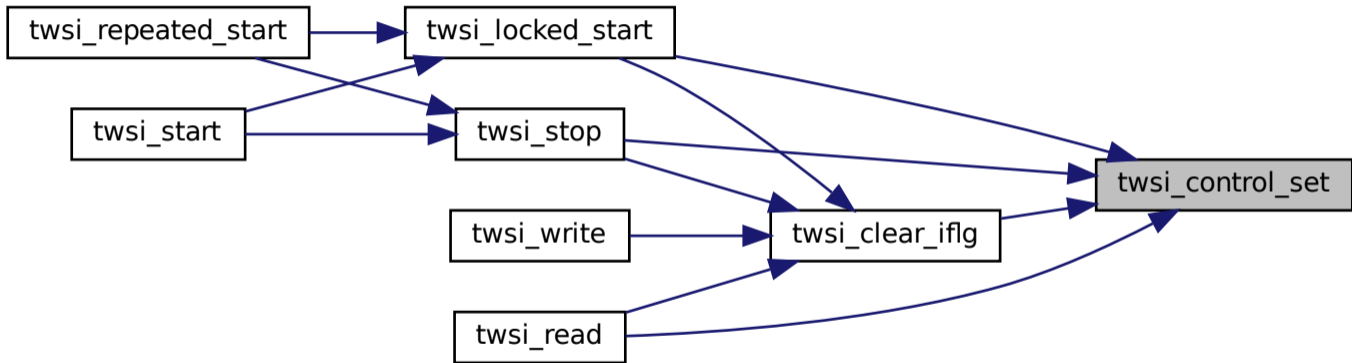 twsi_repeated_start
twsi_locked_start
twsi_start
twsi_stop
twsi_control_set
twsi_write
twsi_clear_iflg
twsi_read